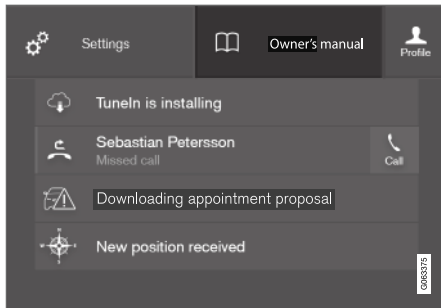 Settings
Owner's manual
Profile
TuneIn is installing
Sebastian Petersson
Missed call
Call
Downloading appointment proposal
New position received
G063375